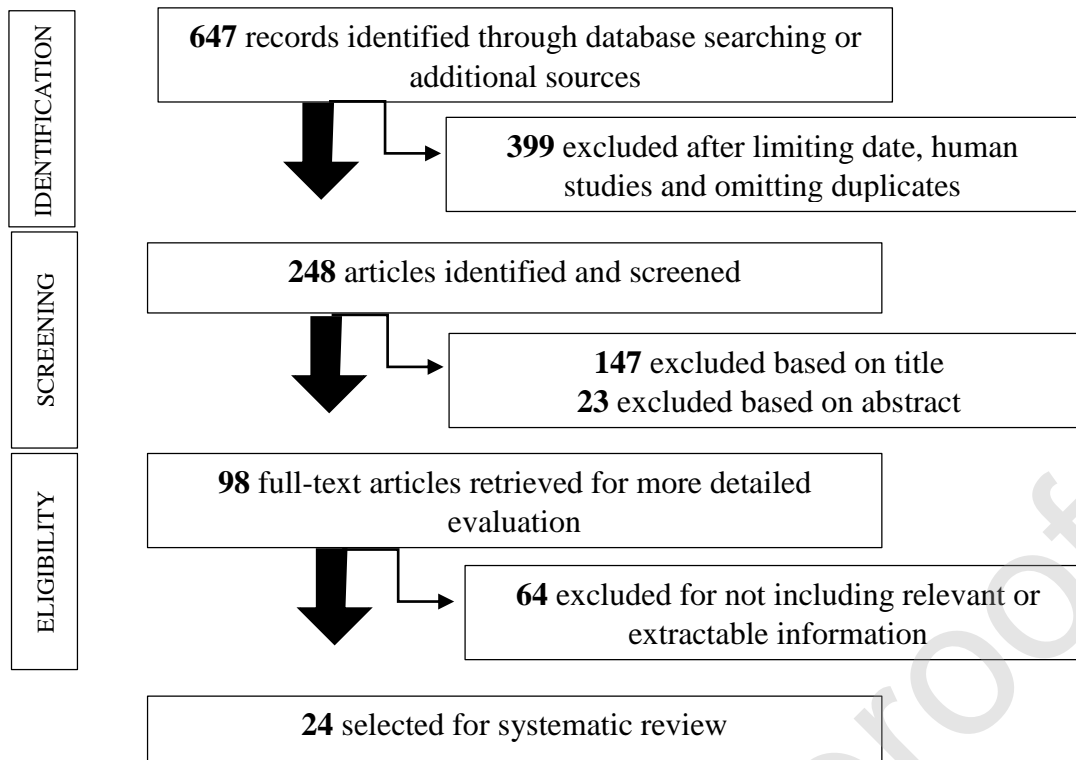 IDENTIFICATION
647 records identified through database searching or
additional sources
399 excluded after limiting date, human
studies and omitting duplicates
SCREENING
248 articles identified and screened
147 excluded based on title
23 excluded based on abstract
ELIGIBILITY
98 full-text articles retrieved for more detailed
evaluation
64 excluded for not including relevant or
extractable information
24 selected for systematic review
roof